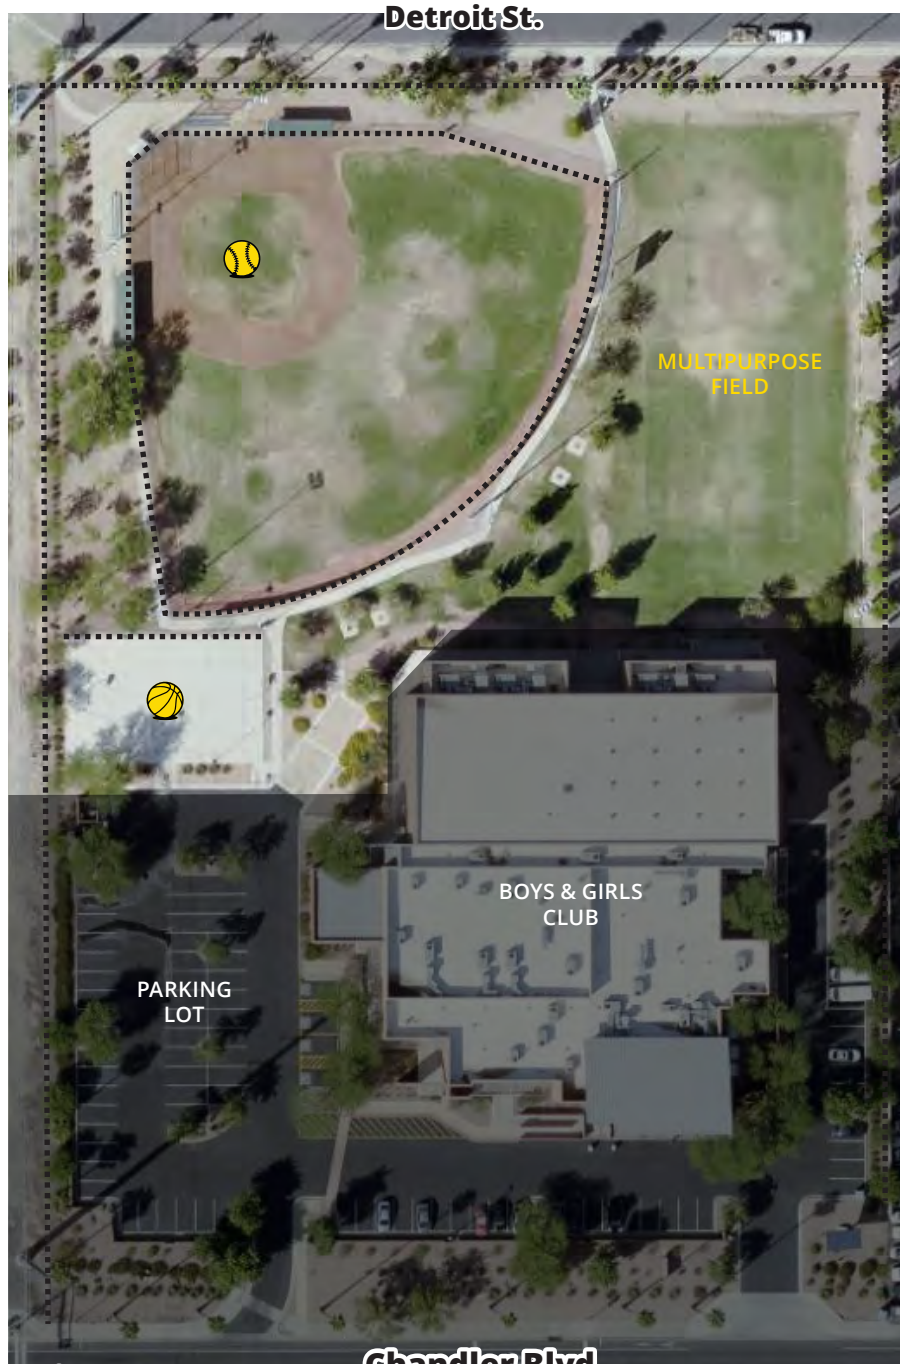 Detroit St.
MULTIPURPOSE
FIELD
BOYS & GIRLS
CLUB
PARKING
LOT
Chandler Blvd